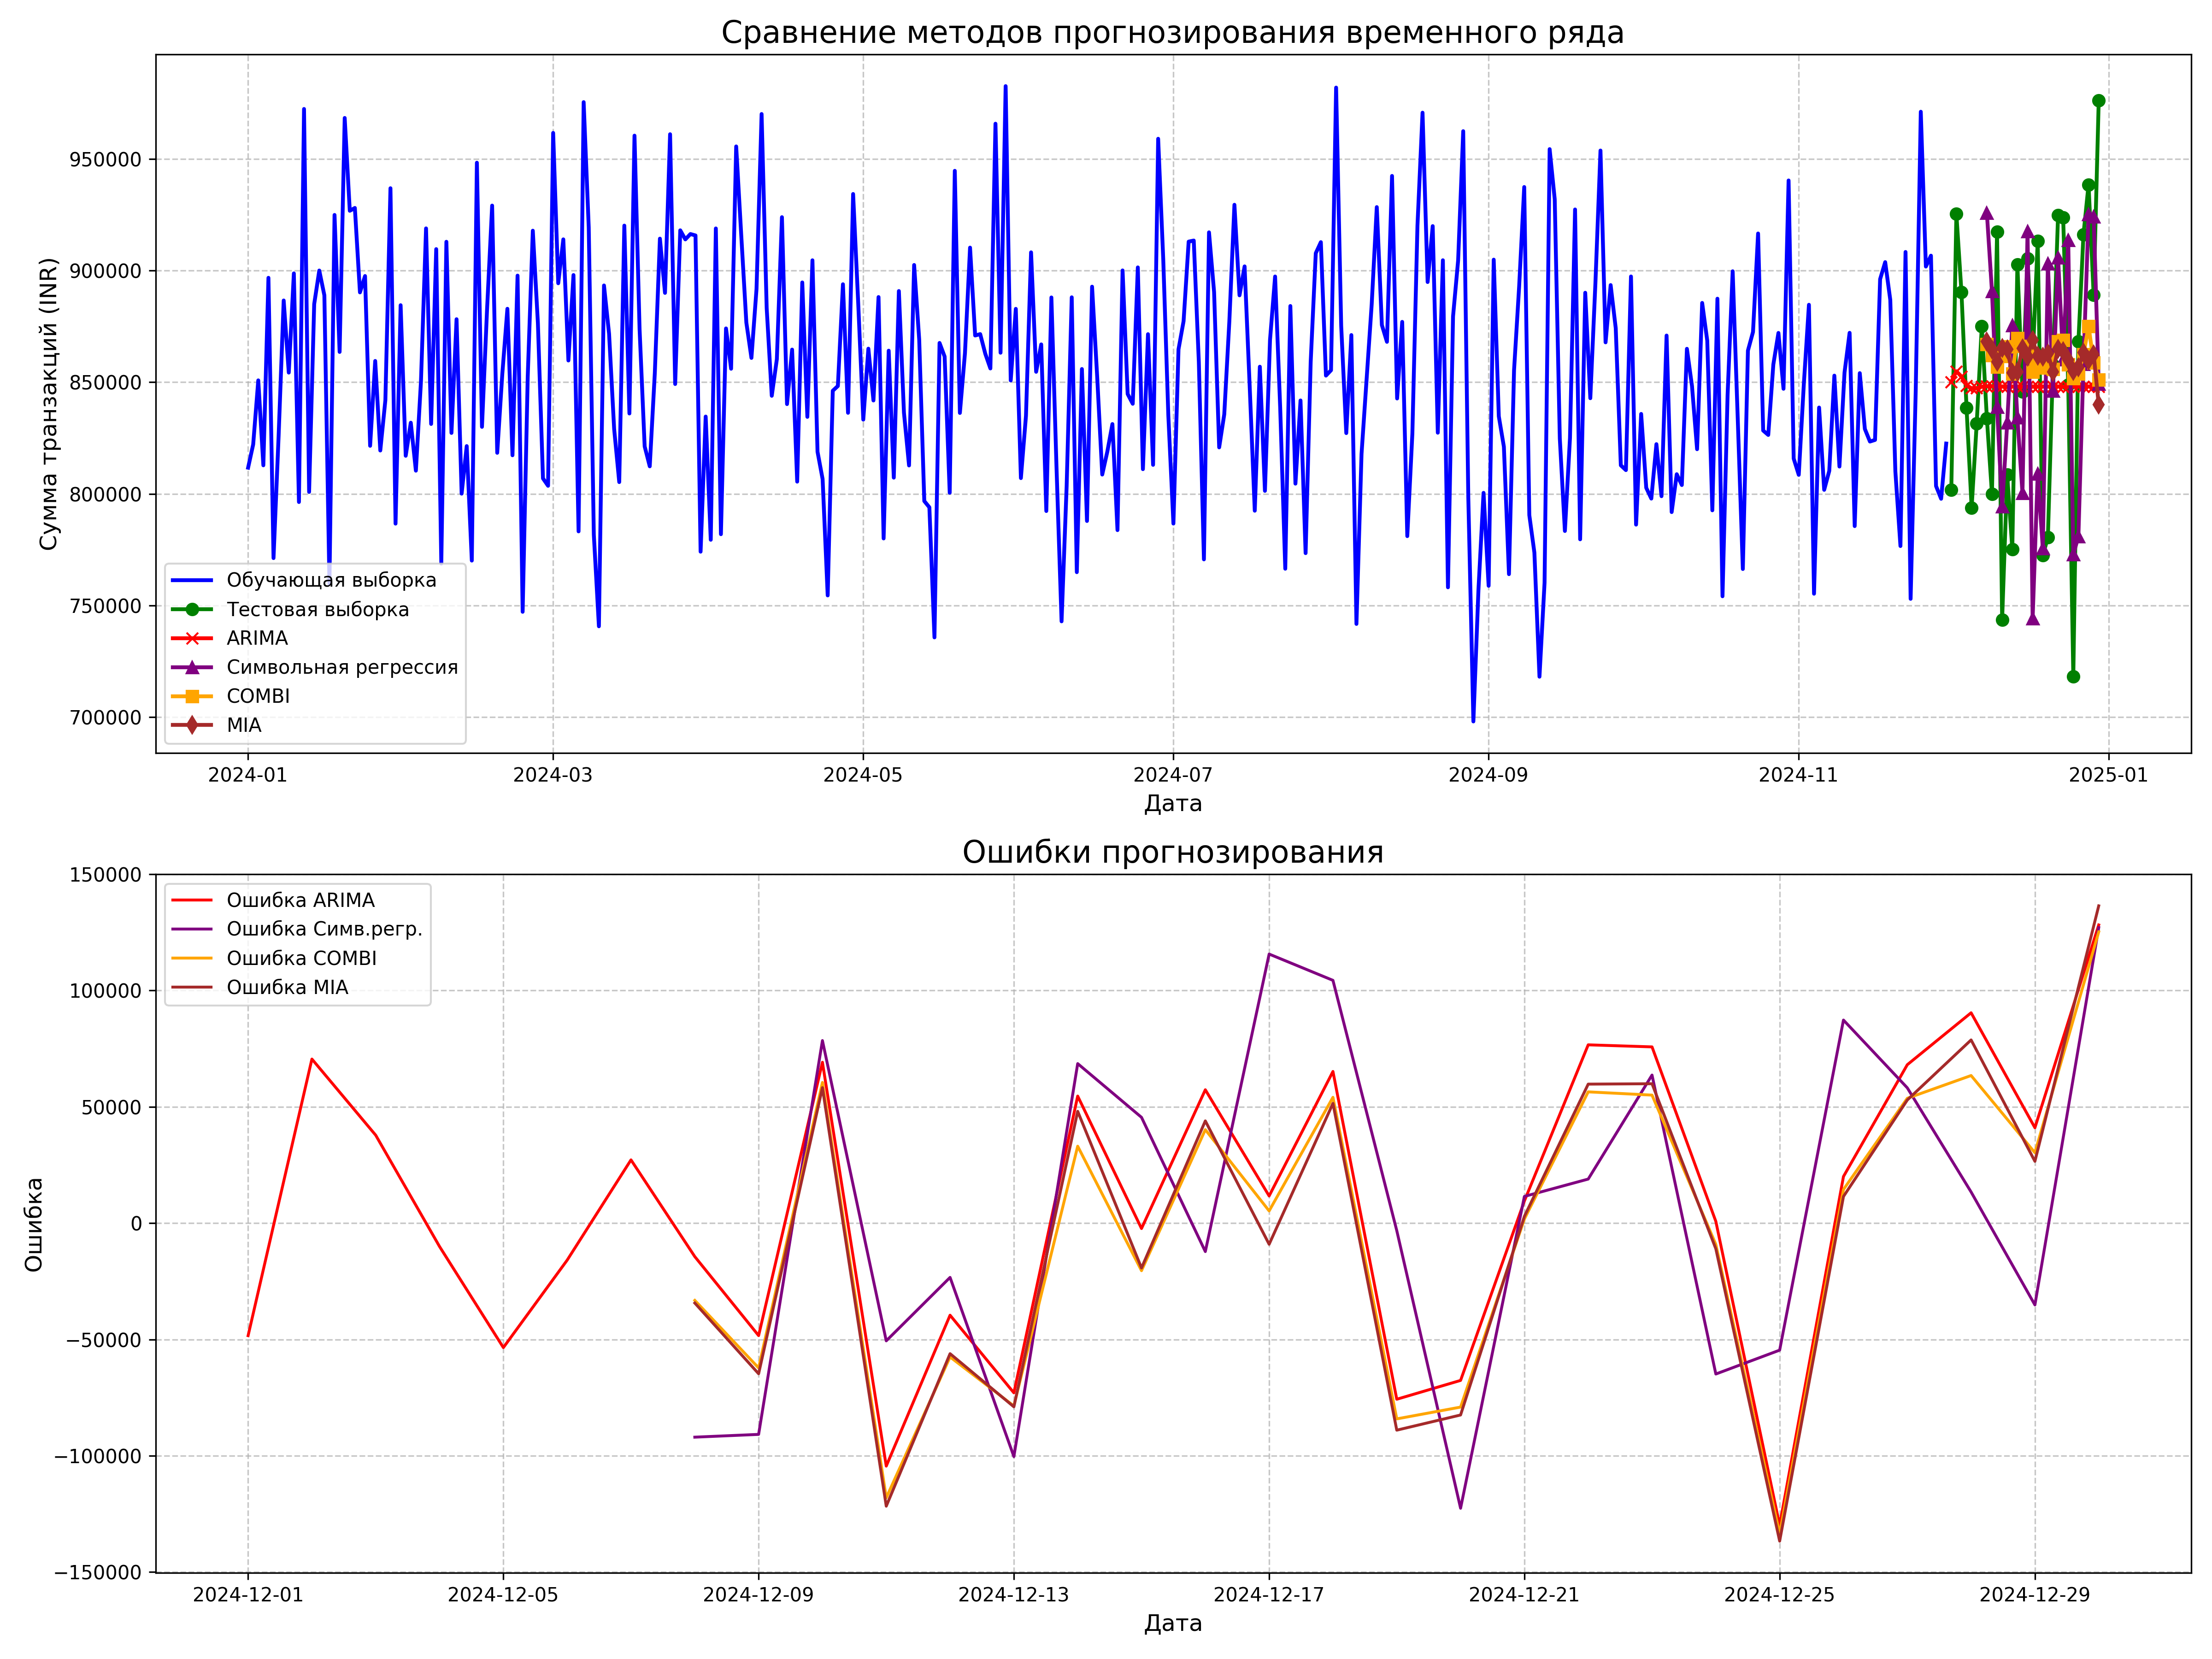 Сравнение методов прогнозирования временного ряда
Сумма транзакций (INR)
950000
900000
850000
800000
750000
700000
Обучающая выборка
Тестовая выборка
ARIMA
Символьная регрессия
COMBI
MIA
2024-01 2024-03 2024-05 2024-07 2024-09 2024-11 2025-01
Дата
Ошибки прогнозирования
Ошибка
150000
100000
50000
0
−50000
−100000
−150000
Ошибка ARIMA
Ошибка Симв.регр.
Ошибка COMBI
Ошибка MIA
2024-12-01 2024-12-05 2024-12-09 2024-12-13 2024-12-17 2024-12-21 2024-12-25 2024-12-29
Дата